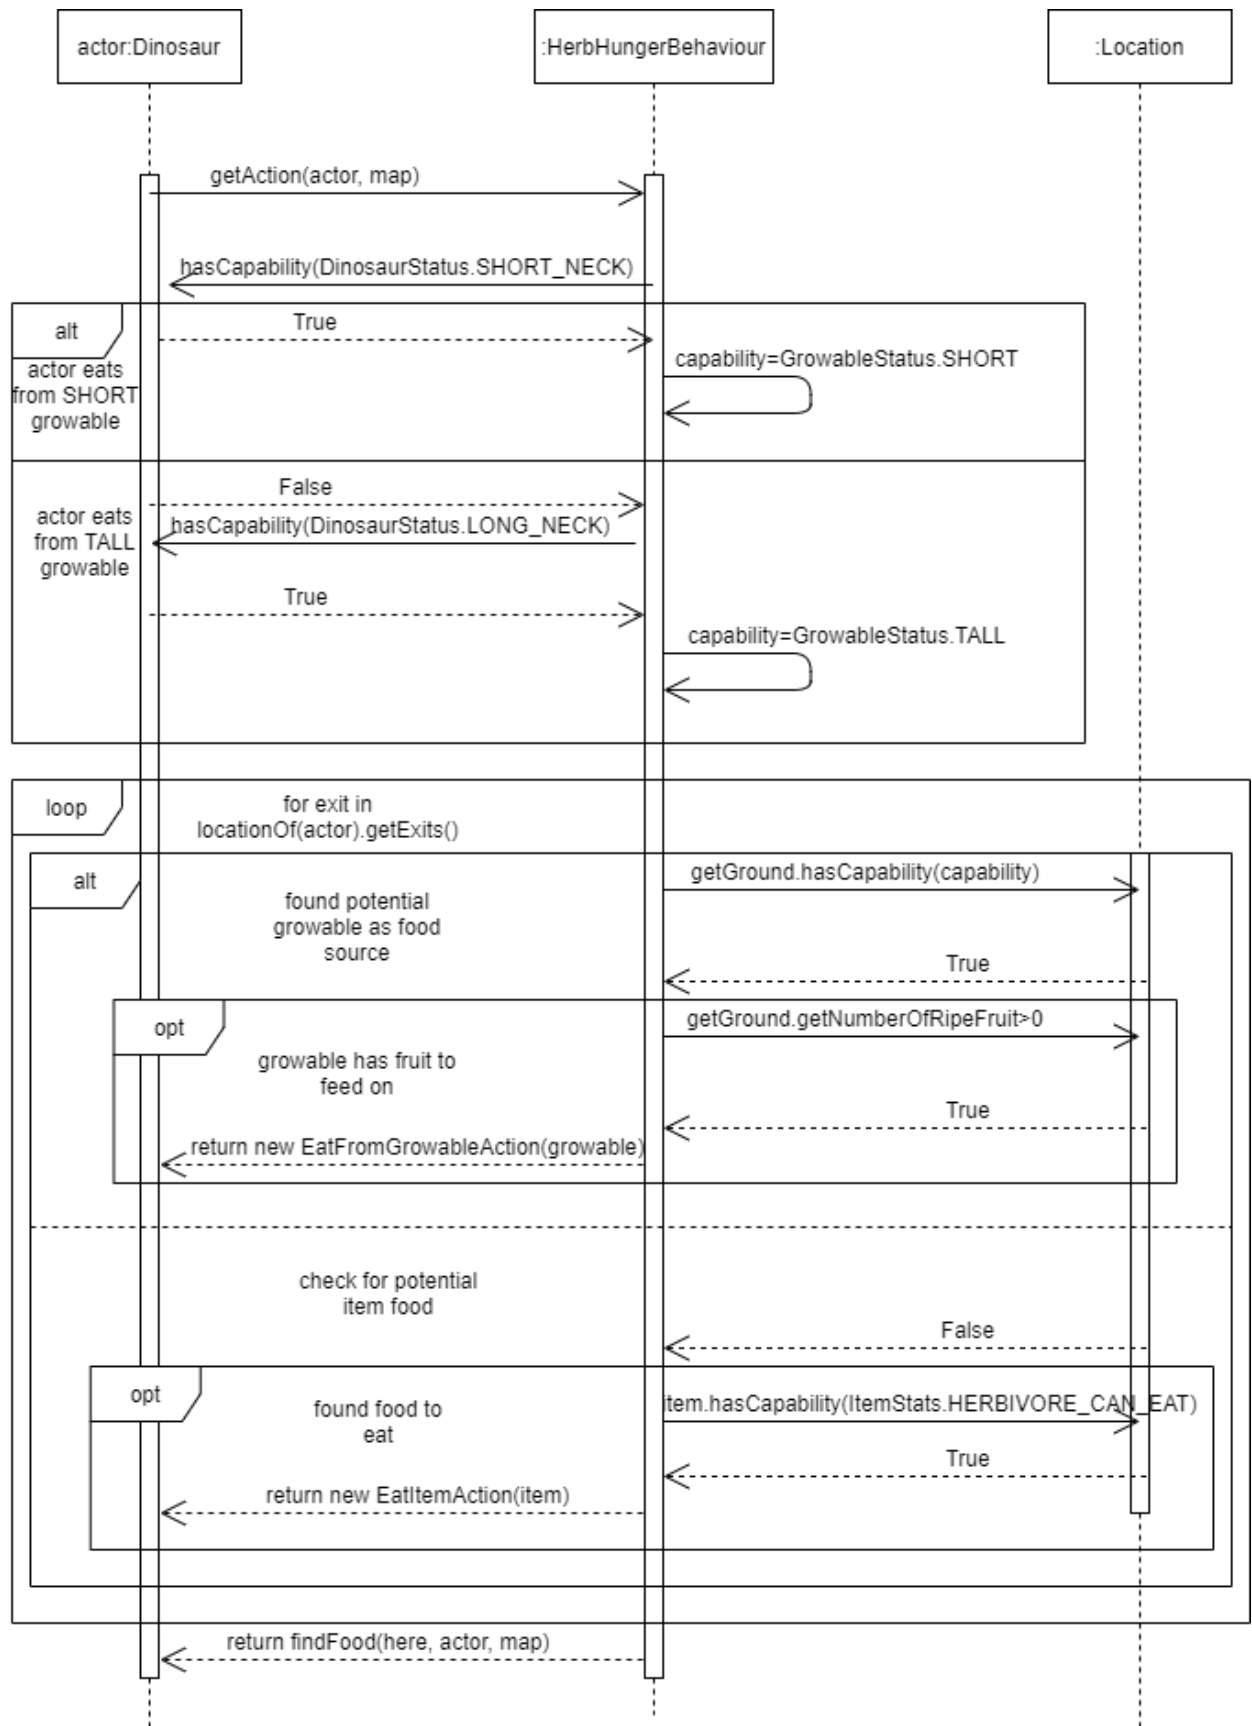 actor:Dinosaur
:HerbHungerBehaviour
:Location
getAction(actor, map)
hasCapability(DinosaurStatus.SHORT_NECK)
alt
True
actor eats
from SHORT
growable
capability=GrowableStatus.SHORT
False
actor eats
from TALL
growable
hasCapability(DinosaurStatus.LONG_NECK)
True
capability=GrowableStatus.TALL
loop
for exit in
locationOf(actor).getExits()
alt
getGround.hasCapability(capability)
found potential
growable as food
source
True
opt
getGround.getNumberOfRipeFruit>0
growable has fruit to
feed on
True
return new EatFromGrowableAction(growable)
check for potential
item food
False
opt
item.hasCapability(ItemStats.HERBIVORE_CAN_EAT)
found food to
eat
True
return new EatItemAction(item)
return findFood(here, actor, map)